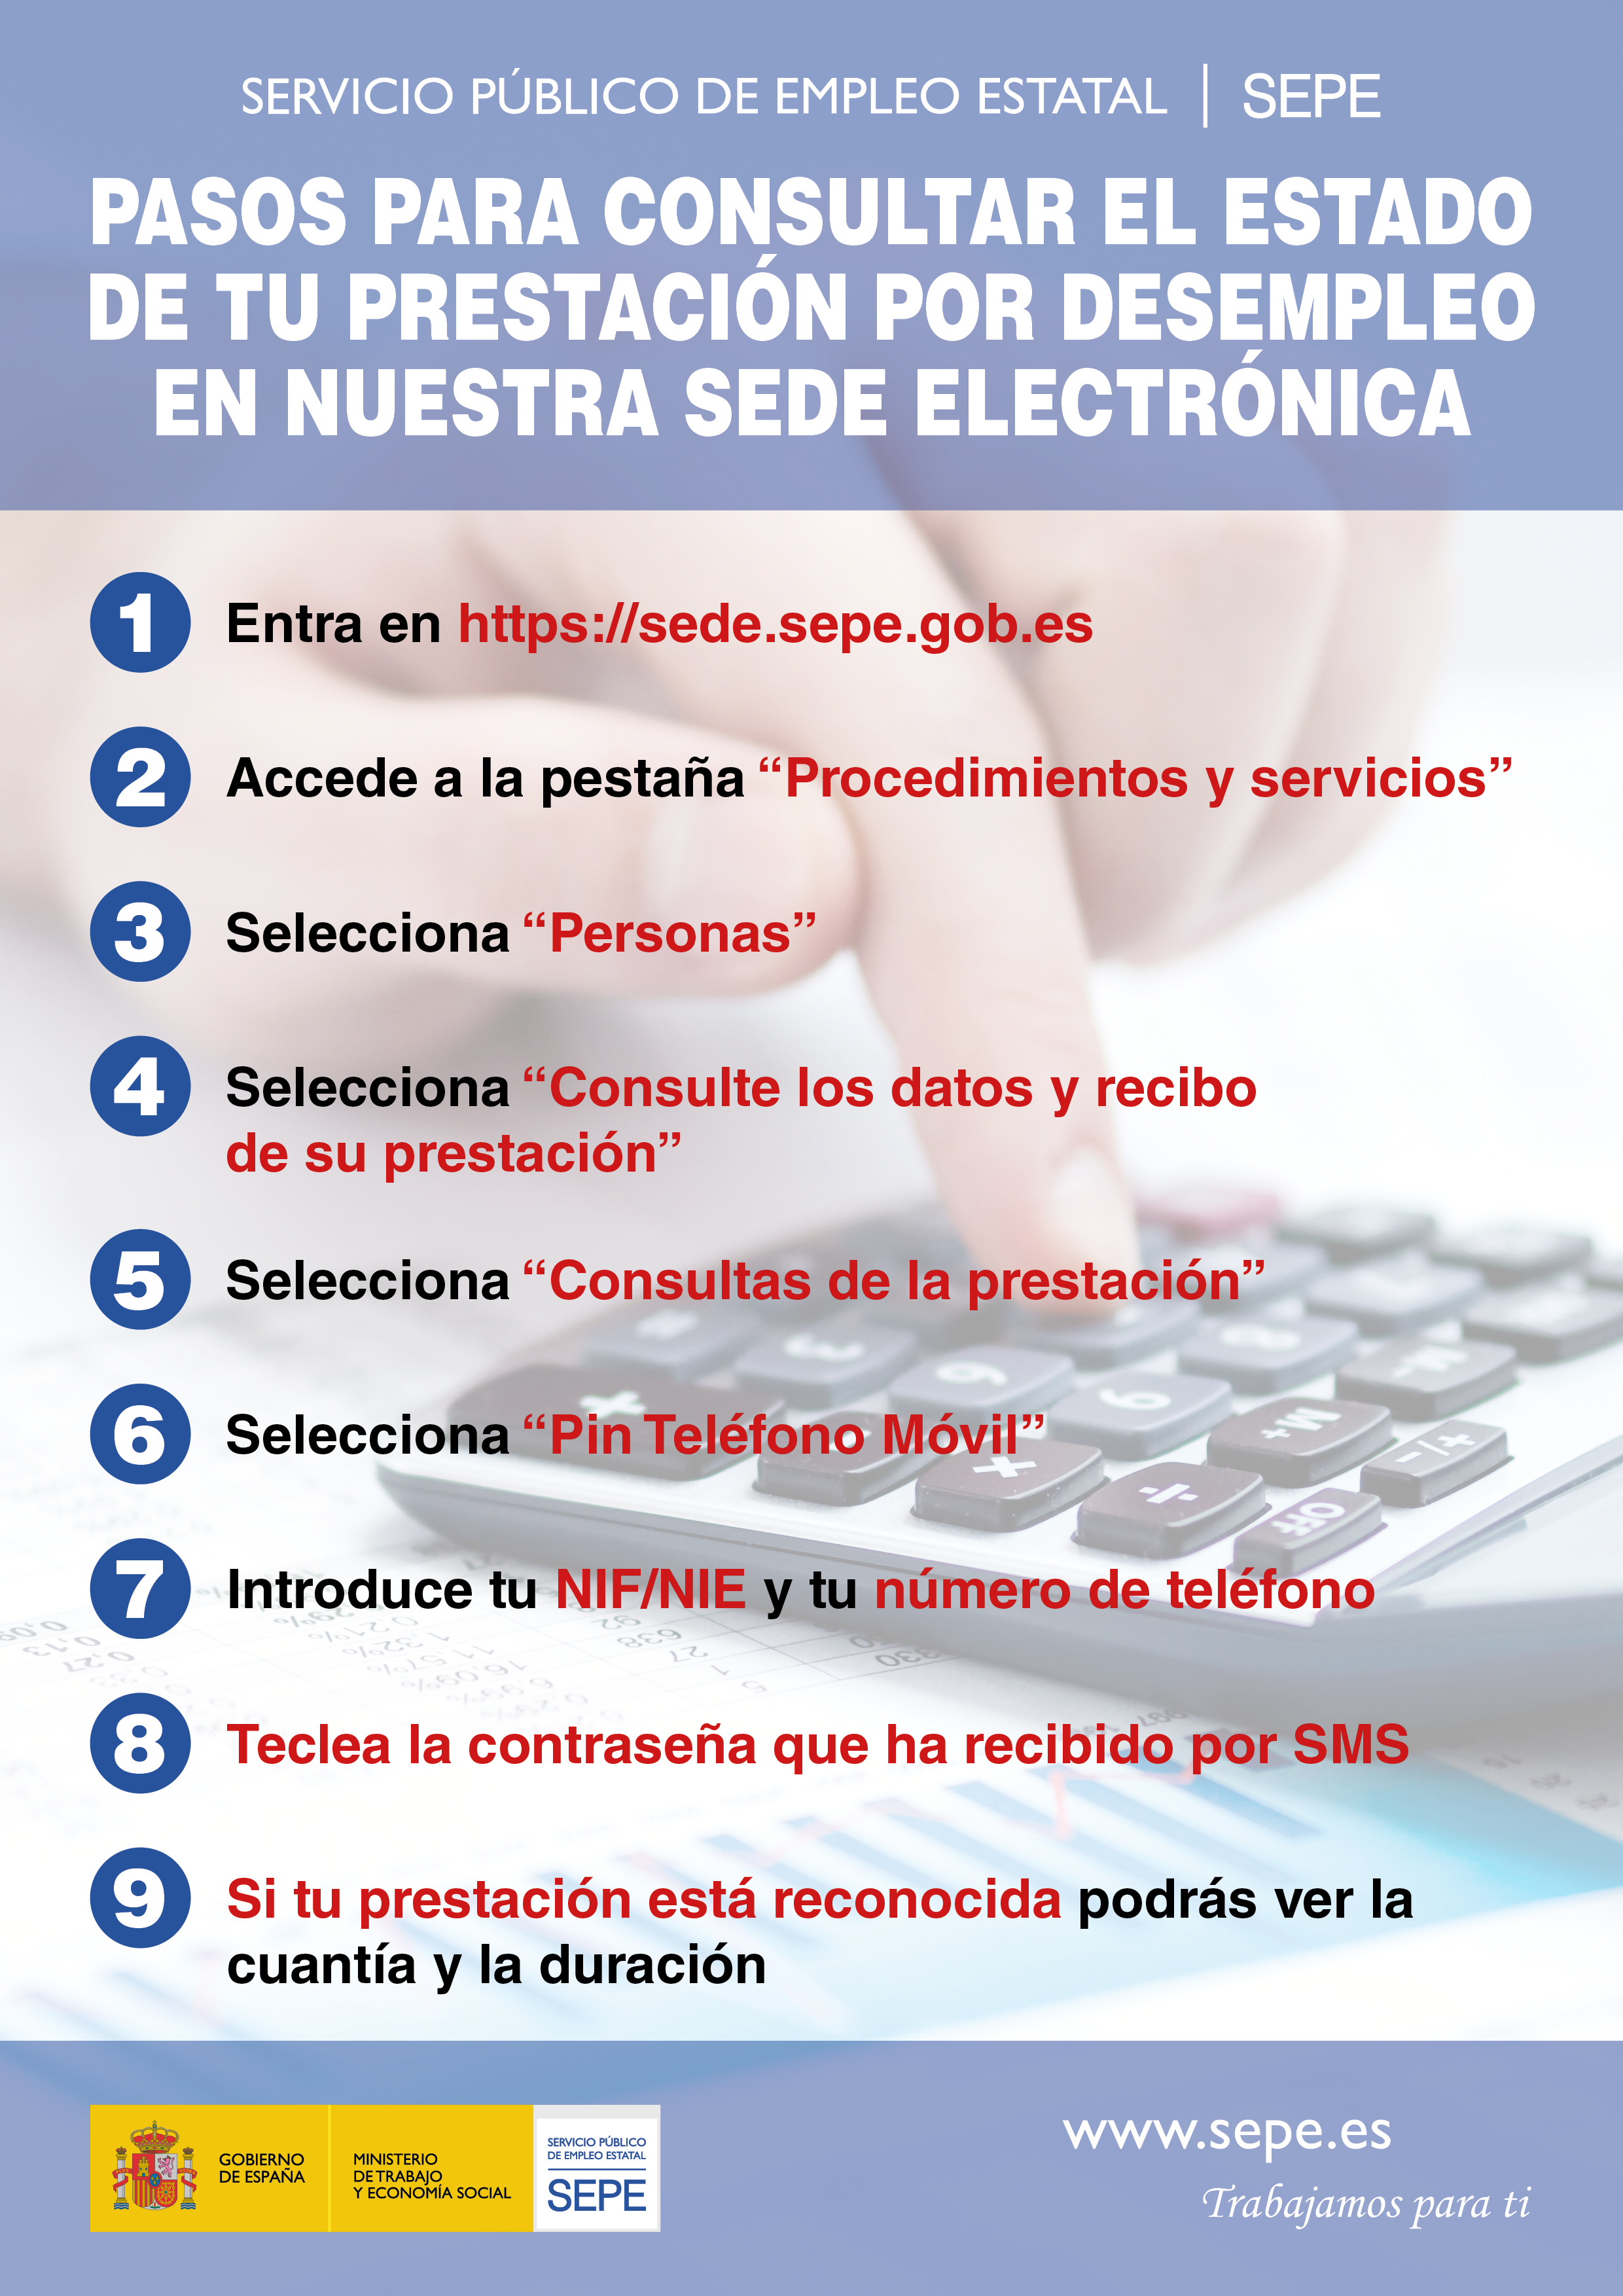 SERVICIO PÚBLICO DE EMPLEO ESTATAL | SEPE
PASOS PARA CONSULTAR EL ESTADO
DE TU PRESTACIÓN POR DESEMPLEO
EN NUESTRA SEDE ELECTRÓNICA
1 Entra en https://sede.sepe.gob.es
2 Accede a la pestaña “Procedimientos y servicios”
3 Selecciona “Personas”
4 Selecciona “Consulte los datos y recibo
de su prestación”
5 Selecciona “Consultas de la prestación”
6 Selecciona “Pin Teléfono Móvil”
7 Introduce tu NIF/NIE y tu número de teléfono
8 Teclea la contraseña que ha recibido por SMS
9 Si tu prestación está reconocida podrás ver la
cuantía y la duración
GOBIERNO
DE ESPAÑA
MINISTERIO
DE TRABAJO
Y ECONOMÍA SOCIAL
SERVICIO PÚBLICO
DE EMPLEO ESTATAL
SEPE
www.sepe.es
Trabajamos para ti